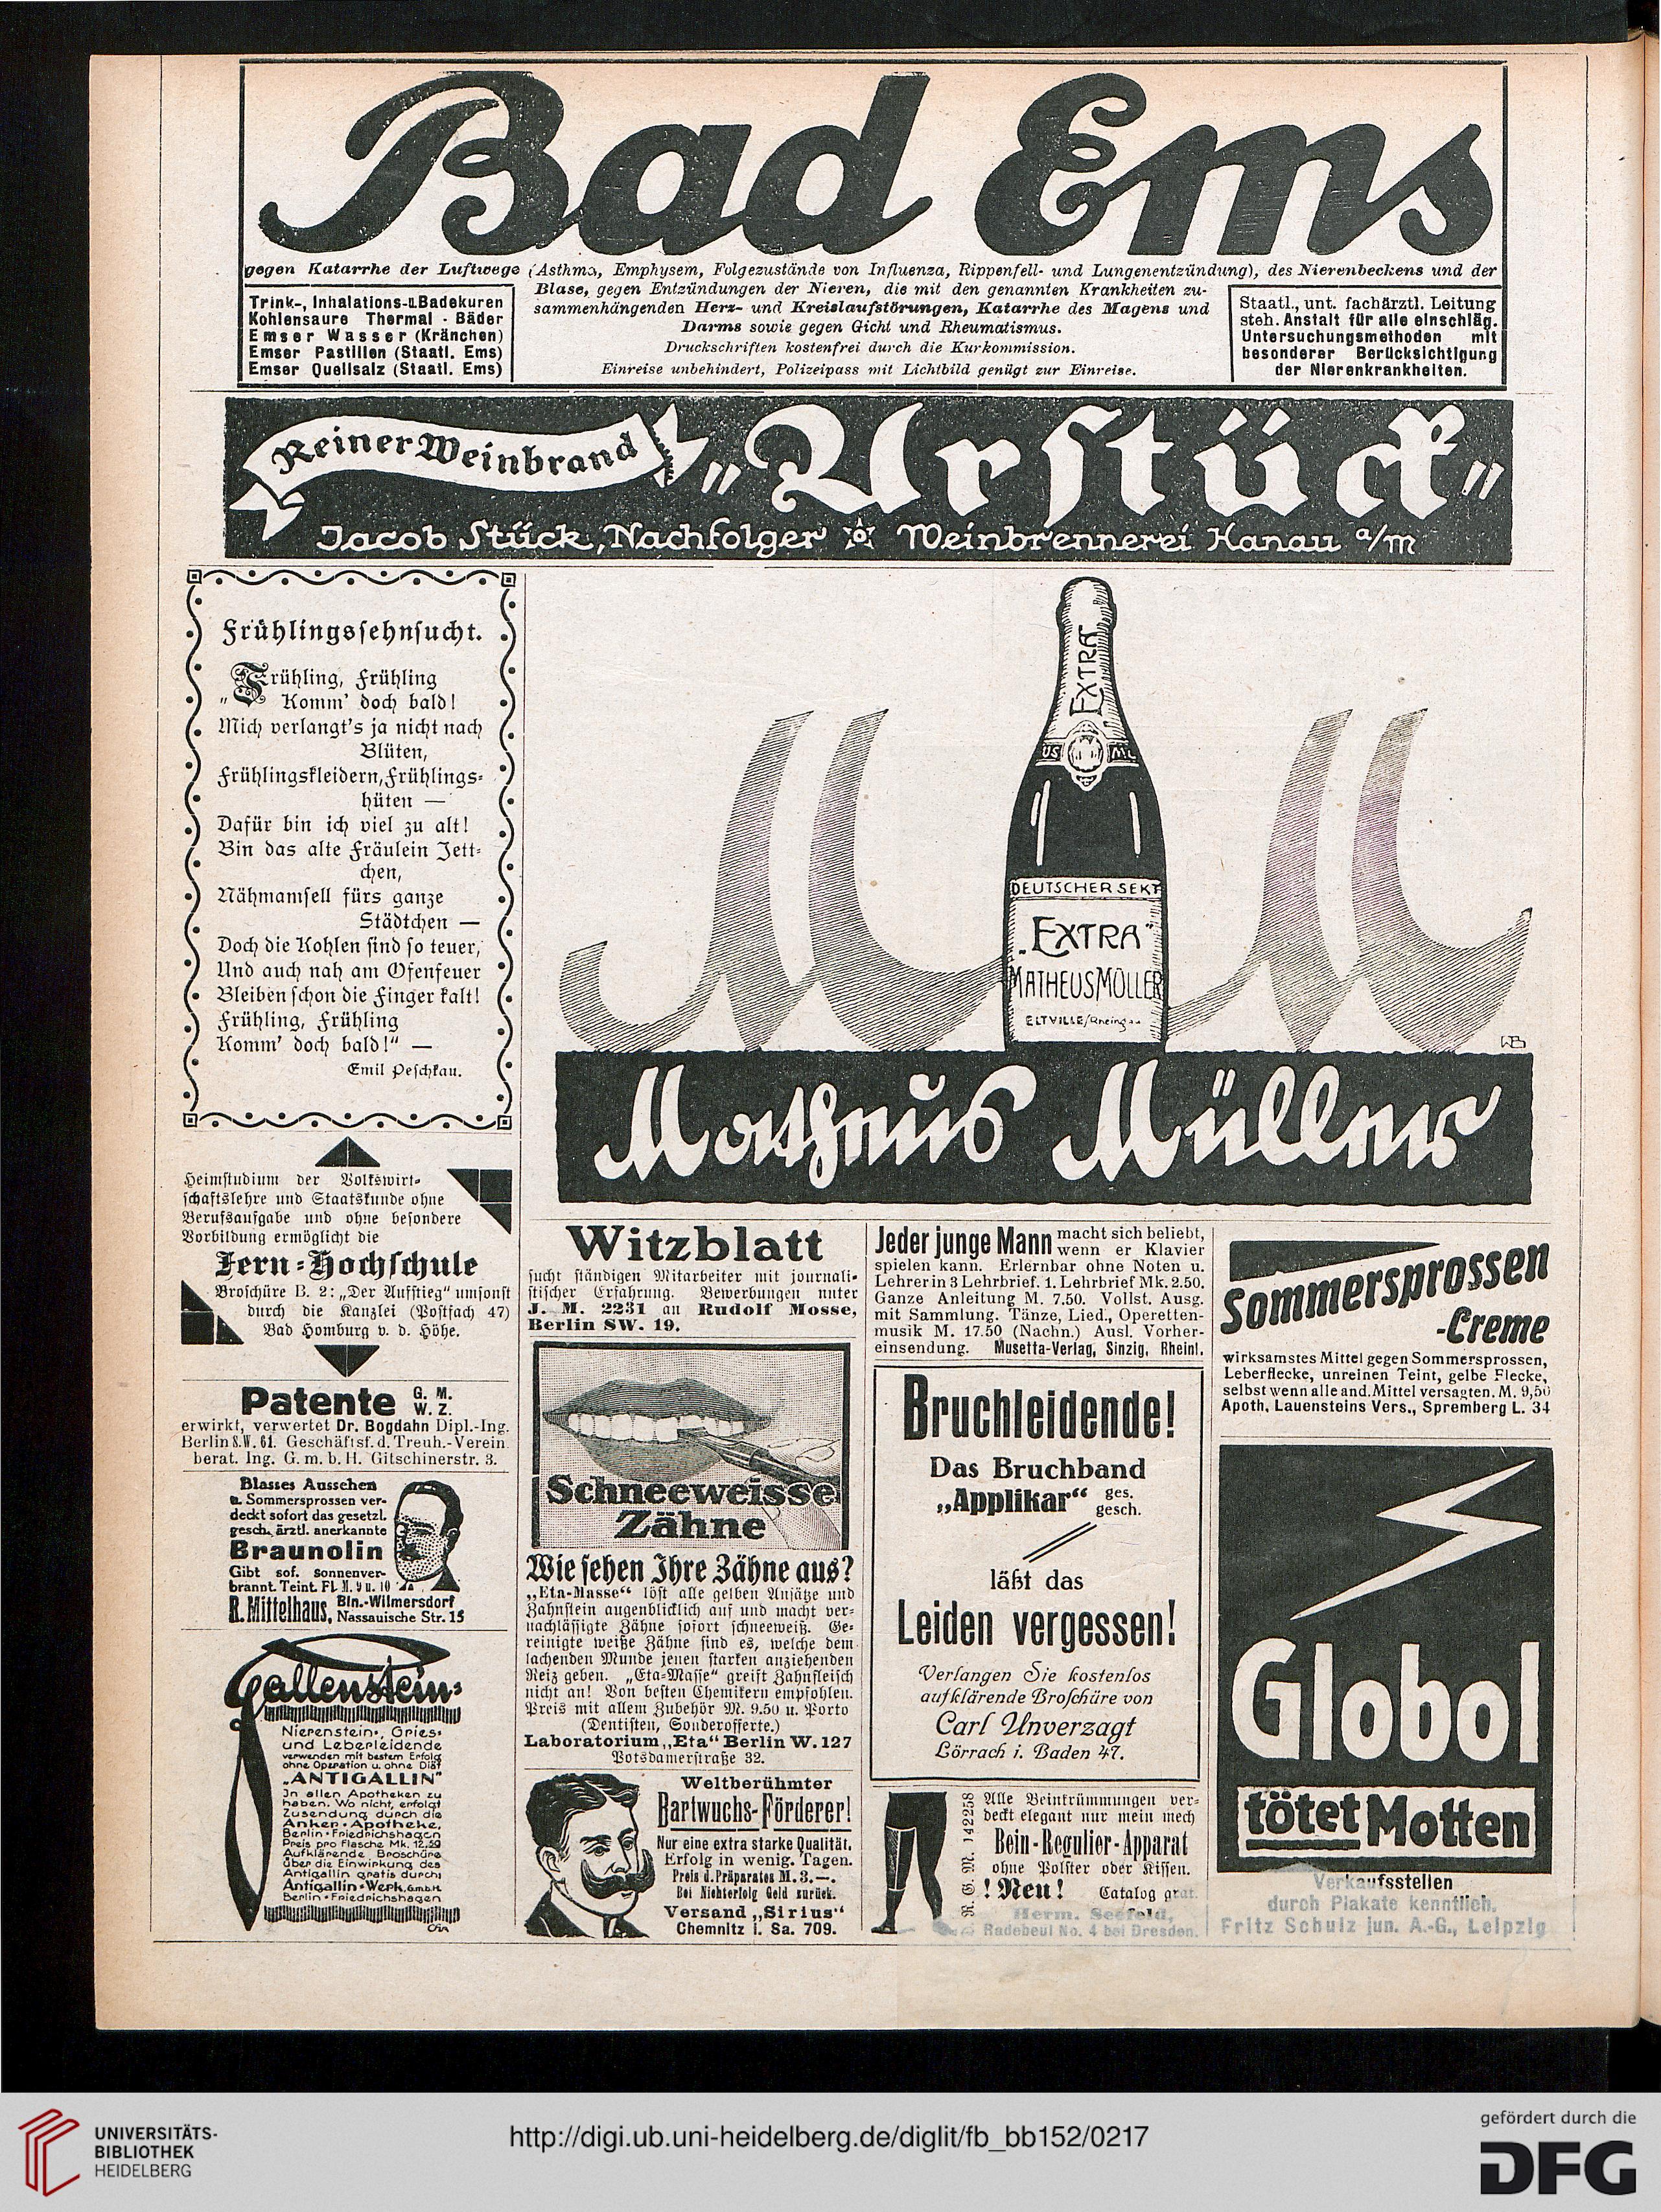 Bad Ems
gegen Katarrhe der Luftwege (Asthma, Emphysem, Folgezustände von Influenza, Rippenfell- und Lungenentzündung), des Nierenbeckens und der
Blase, gegen Entzündungen der Nieren, die mit den genannten Krankheiten zu-
sammenhängenden Herz- und Kreislaufstörungen, Katarrhe des Magens und
Darms sowie gegen Gicht und Rheumatismus.
Druckschriften kostenfrei durch die Kurkommission.
Einreise unbehindert, Polizeipass mit Lichtbild genügt zur Einreise.
Trink-, Inhalations-u.Badekuren
Kohlensaure Thermal - Bäder
Emser Wasser (Kränchen)
Emser Pastillen (Staatl. Ems)
Emser Quellsalz (Staatl. Ems)
Staatl., unt. fachärztl. Leitung
steh. Anstalt für alle einschläg.
Untersuchungsmethoden mit
besonderer Berücksichtigung
der Nierenkrankheiten.
Reiner Weinbrand
„Urstück"
Jacob Stück, Nachfolger Weinbrennerei Hanau a/M
Frühlingssehnsucht.
„Frühling, Frühling
Komm' doch bald!
Mich verlangt's ja nicht nach
Blüten,
Frühlingskleidern, Frühlings-
hüten —
Dafür bin ich viel zu alt!
Bin das alte Fräulein Jett-
chen,
Nähmamsell fürs ganze
Städtchen —
Doch die Kohlen sind so teuer,
Und auch nah am Ofenfeuer
Bleiben schon die Finger kalt!
Frühling, Frühling
Komm' doch bald!" —
Emil Peschkau.
MM
EXTRA
US ML
DEUTSCHER SEKT
„EXTRA"
MATHEUS MÜLLER
ELTVILLE/Rheingau
WB
Matheus Müller
Heimstudium der Volkswirt-
schaftslehre und Staatskunde ohne
Berufsaufgabe und ohne besondere
Vorbildung ermöglicht die
Fern-Hochschule
Broschüre B. 2: „Der Aufstieg" umsonst
durch die Kanzlei (Postfach 47)
Bad Homburg v. d. Höhe.
Patente G. M.
W. Z.
erwirkt, verwertet Dr. Bogdahn Dipl.-Ing.
Berlin S.W. 61. Geschäftsf. d. Treuh.-Verein
berat. Ing. G. m. b. H. Gitschinerstr. 3.
Blasses Aussehen
u. Sommersprossen ver-
deckt sofort das gesetzl.
gesch. ärztl. anerkannte
Braunolin
Gibt sof. sonnenver-
brannt. Teint. Fl. M. 9 u. 10
R. Mittelhaus, Bln.-Wilmersdorf
Nassauische Str. 15
Gallenstein-
Nierenstein-, Gries-
und Leberleidende
verwenden mit bestem Erfolg
ohne Operation u. ohne Diät
„ANTIGALLIN"
In allen Apotheken zu
haben. Wo nicht, erfolgt
Zusendung durch die
Anker-Apotheke,
Berlin-Friedrichshagen
Preis pro Flasche Mk. 12.50
Aufklärende Broschüre
über die Einwirkung des
Antigallin gratis durch:
Antigallin-Werk, G.m.b.H.
Berlin-Friedrichshagen
Witzblatt
sucht ständigen Mitarbeiter mit journali-
stischer Erfahrung. Bewerbungen unter
J. M. 2231 an Rudolf Mosse,
Berlin SW. 19.
Schneeweisse
Zähne
Wie sehen Ihre Zähne aus?
„Eta-Masse" löst alle gelben Ansätze und
Zahnstein augenblicklich auf und macht ver-
nachlässigte Zähne sofort schneeweiß. Ge-
reinigte weiße Zähne sind es, welche dem
lachenden Munde jenen starken anziehenden
Reiz geben. „Eta-Masse" greift Zahnfleisch
nicht an! Von besten Chemikern empfohlen.
Preis mit allem Zubehör M. 9.50 u. Porto
(Dentisten, Sonderofferte.)
Laboratorium „Eta" Berlin W. 127
Potsdamerstraße 32.
Weltberühmter
Bartwuchs-Förderer!
Nur eine extra starke Qualität.
Erfolg in wenig. Tagen.
Preis d. Präparates M. 3.—.
Bei Nichterfolg Geld zurück.
Versand „Sirius"
Chemnitz i. Sa. 709.
Jeder junge Mann macht sich beliebt,
wenn er Klavier
spielen kann. Erlernbar ohne Noten u.
Lehrer in 3 Lehrbrief. 1. Lehrbrief Mk. 2.50.
Ganze Anleitung M. 7.50. Vollst. Ausg.
mit Sammlung. Tänze, Lied., Operetten-
musik M. 17.50 (Nachn.) Ausl. Vorher-
einsendung. Musetta-Verlag, Sinzig, Rheinl.
Bruchleidende!
Das Bruchband
„Applikar" ges.
gesch.
läßt das
Leiden vergessen!
Verlangen Sie kostenlos
aufklärende Broschüre von
Carl Unverzagt
Lörrach i. Baden 47.
D. R. G. M. 142258
Alle Beinkrümmungen ver-
deckt elegant nur mein mech
Bein-Regulier-Apparat
ohne Polster oder Kissen.
! Neu! Catalog grat.
Herm. Seefeld,
Radebeul No. 4 bei Dresden.
Sommersprossen
-Creme
wirksamstes Mittel gegen Sommersprossen,
Leberflecke, unreinen Teint, gelbe Flecke,
selbst wenn alle and. Mittel versagten. M. 9,50
Apoth. Lauensteins Vers., Spremberg L. 34
Globol
tötet Motten
Verkaufsstellen
durch Plakate kenntlich.
Fritz Schulz jun. A.-G., Leipzig
UNIVERSITÄTS-
BIBLIOTHEK
HEIDELBERG
http://digi.ub.uni-heidelberg.de/diglit/fb_bb152/0217
gefördert durch die
DFG